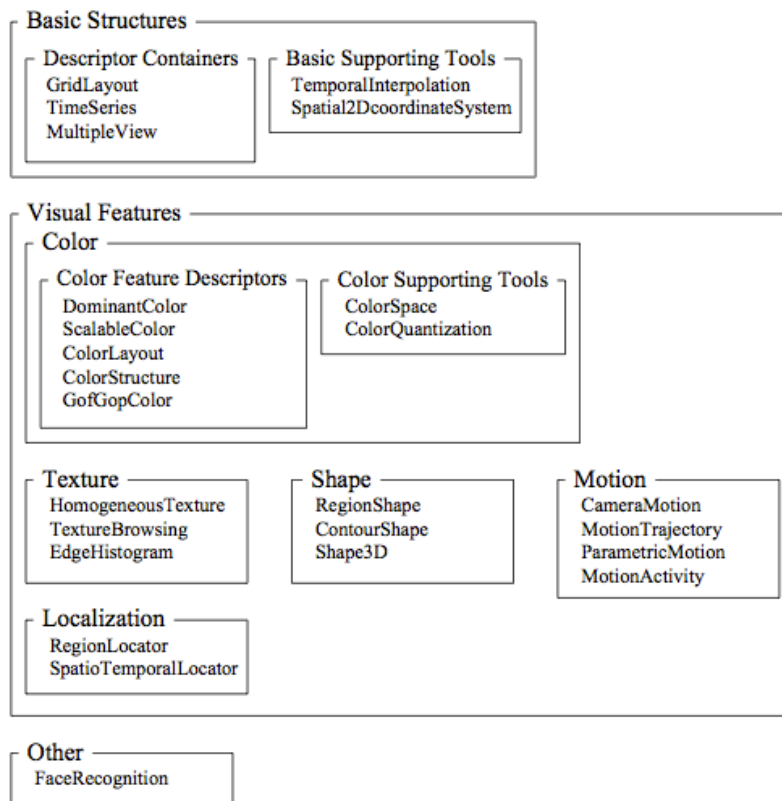 Basic Structures
Descriptor Containers
GridLayout
TimeSeries
MultipleView
Basic Supporting Tools
TemporalInterpolation
Spatial2DcoordinateSystem
Visual Features
Color
Color Feature Descriptors
DominantColor
ScalableColor
ColorLayout
ColorStructure
GofGopColor
Color Supporting Tools
ColorSpace
ColorQuantization
Texture
HomogeneousTexture
TextureBrowsing
EdgeHistogram
Shape
RegionShape
ContourShape
Shape3D
Motion
CameraMotion
MotionTrajectory
ParametricMotion
MotionActivity
Localization
RegionLocator
SpatioTemporalLocator
Other
FaceRecognition